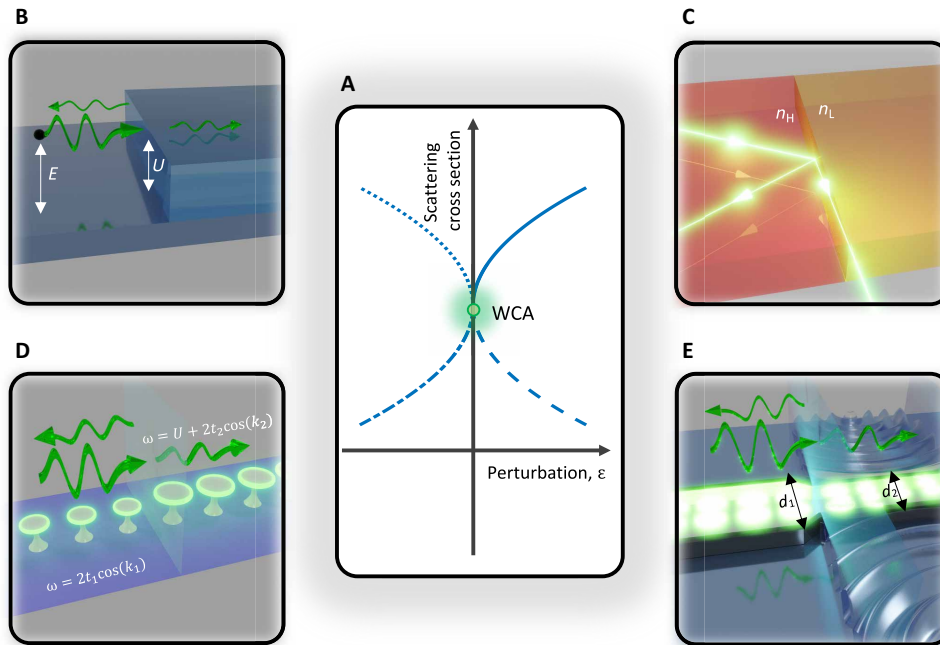 B
E
U
A
Scattering
cross section
WCA
Perturbation, ε
C
n_H
n_L
D
ω = U + 2t₂cos(k₂)
ω = 2t₁cos(k₁)
E
d₁
d₂